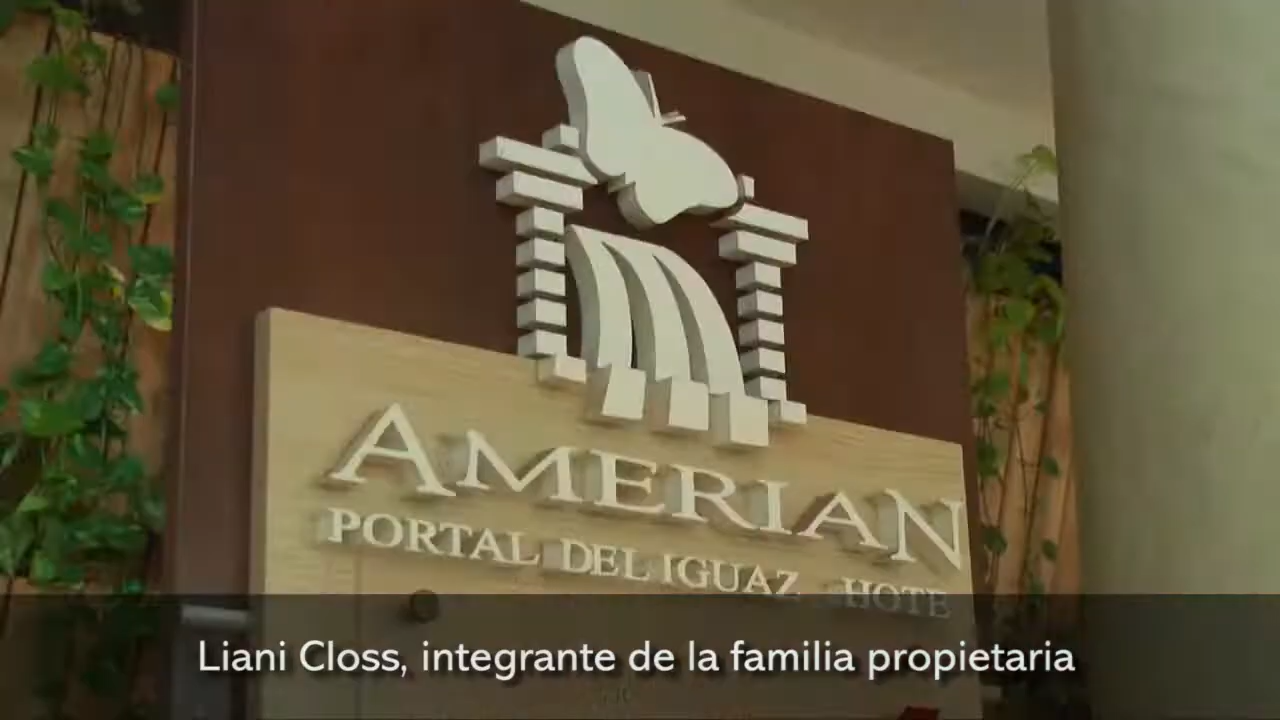 AMERIAN
PORTAL DEL IGUAZ HOTE
Liani Closs, integrante de la familia propietaria